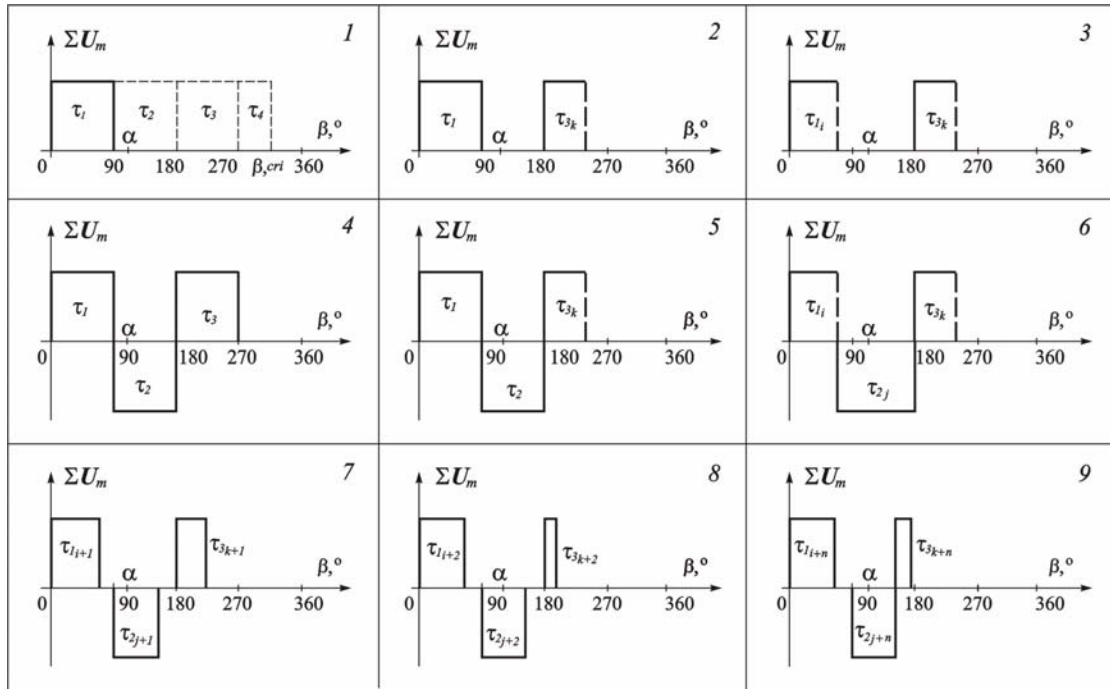 1
ΣUm
τ1 τ2 τ3 τ4
α β,°
0 90 180 270 360
β,cri
2
ΣUm
τ1 τ3k
α β,°
0 90 180 270 360
3
ΣUm
τ1i τ3k
α β,°
0 90 180 270 360
4
ΣUm
τ1 τ3
α β,°
0 90 180 270 360
τ2
5
ΣUm
τ1 τ3k
α β,°
0 90 180 270 360
τ2
6
ΣUm
τ1i τ3k
α β,°
0 90 180 270 360
τ2j
7
ΣUm
τ1i+1 τ3k+1
α β,°
0 90 180 270 360
τ2j+1
8
ΣUm
τ1i+2 τ3k+2
α β,°
0 90 180 270 360
τ2j+2
9
ΣUm
τ1i+n τ3k+n
α β,°
0 90 180 270 360
τ2j+n